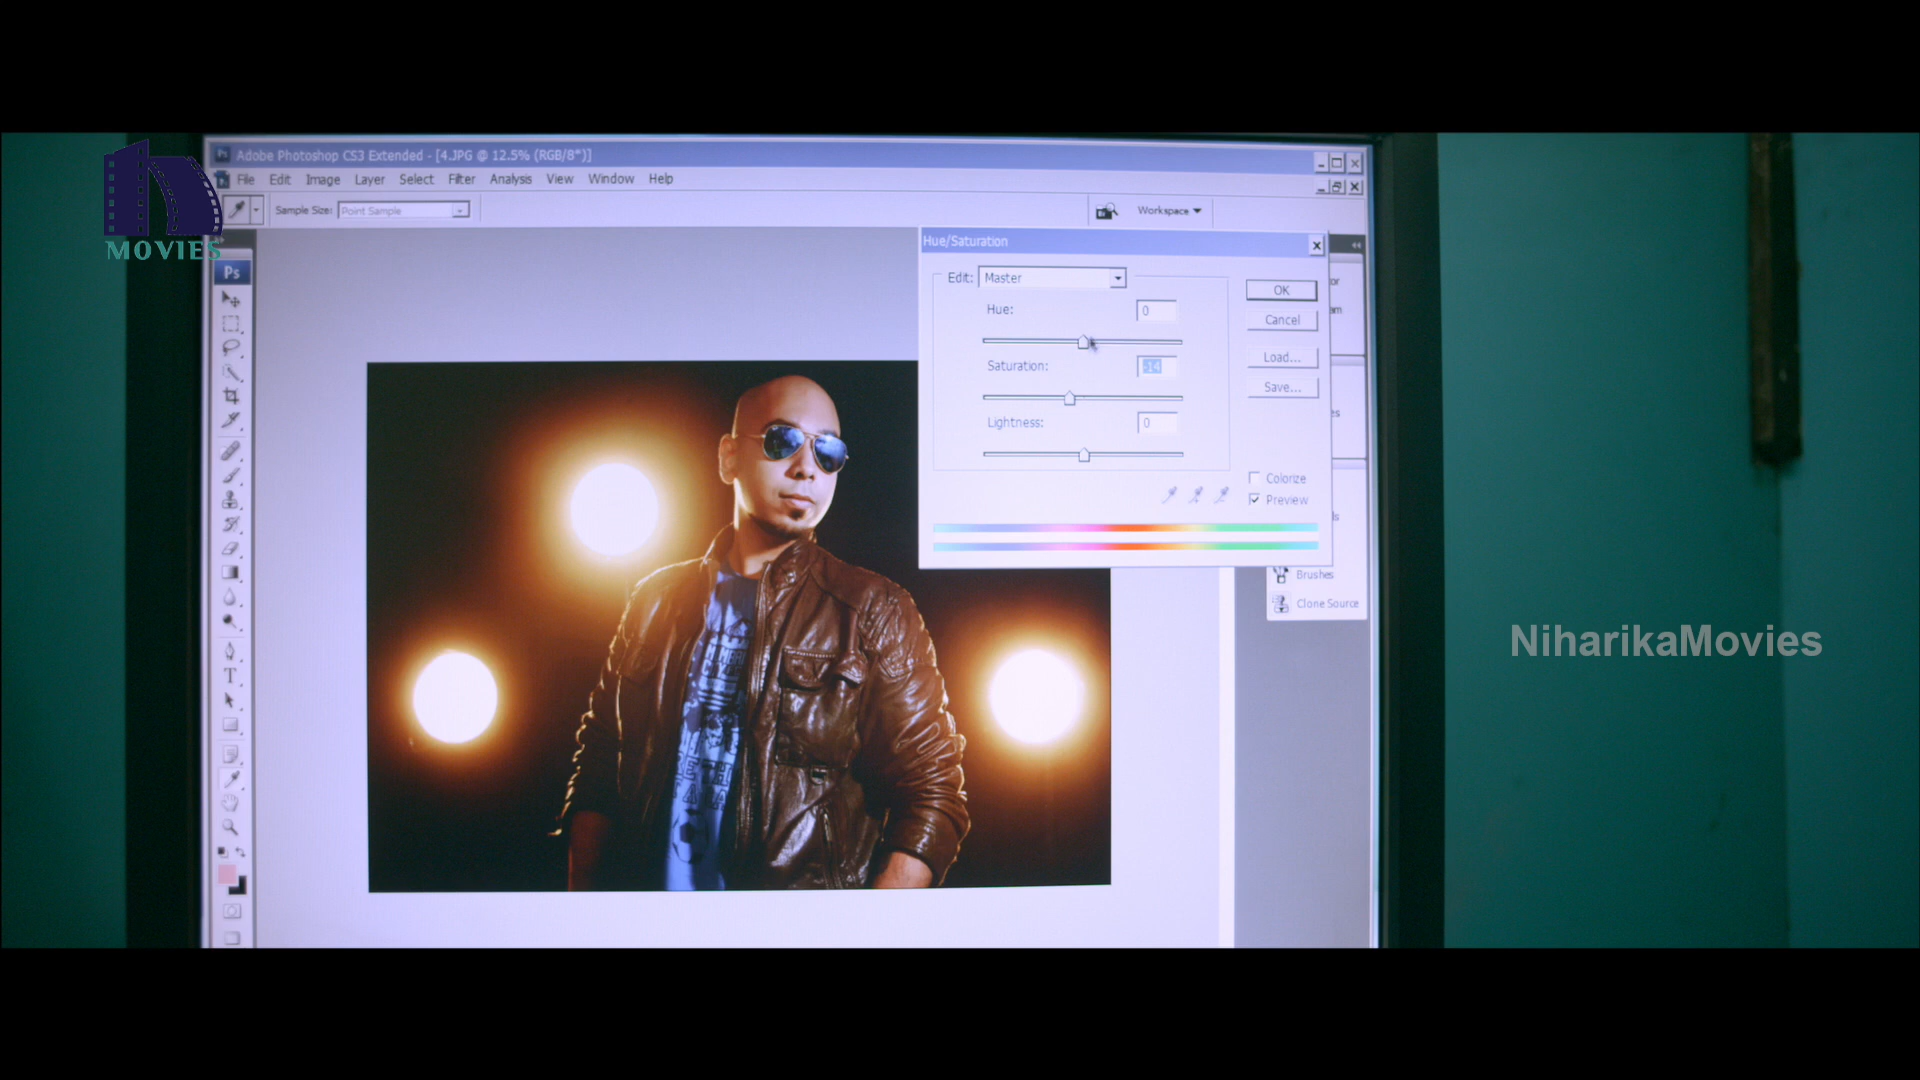 MOVIES
Adobe Photoshop CS3 Extended - [4.JPG @ 12.5% (RGB/8*)]
File Edit Image Layer Select Filter Analysis View Window Help
Sample Size: Point Sample
Workspace
Ps
Hue/Saturation
Edit: Master
Hue: 0
Saturation: -14
Lightness: 0
OK
Cancel
Load...
Save...
Colorize
Preview
Brushes
Clone Source
NiharikaMovies